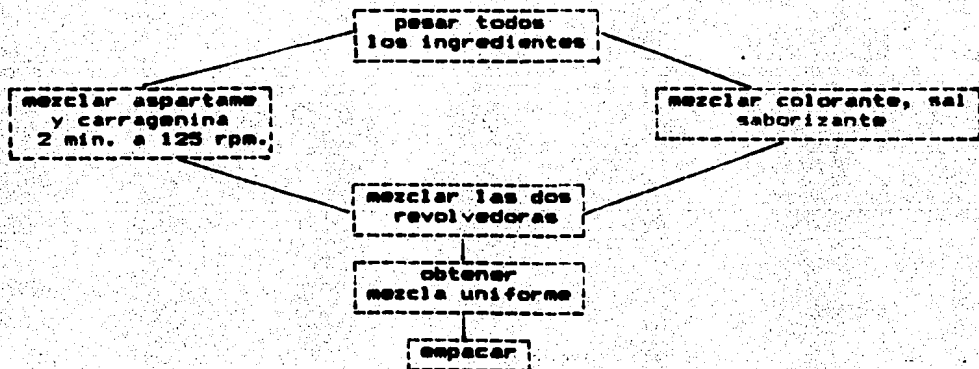 pesar todos
los ingredientes
mezclar aspartame
y carragenina
2 min. a 125 rpm.
mezclar colorante, sal
saborizante
mezclar las dos
revolvedoras
obtener
mezcla uniforme
empacar